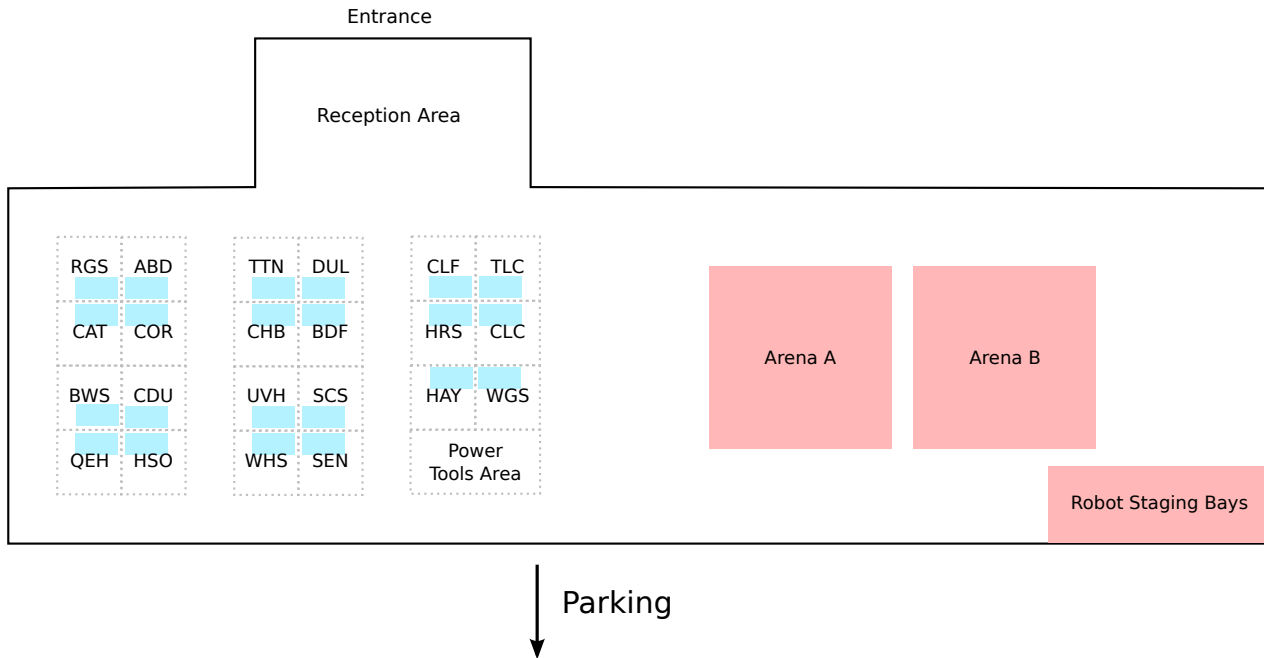 Entrance
Reception Area
RGS ABD TTN DUL CLF TLC
CAT COR CHB BDF HRS CLC
Arena A Arena B
BWS CDU UVH SCS HAY WGS
QEH HSO WHS SEN Power
Tools Area
Robot Staging Bays
Parking